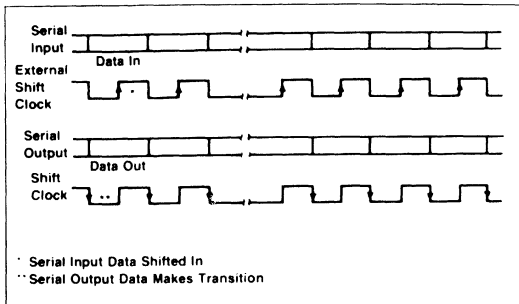 Serial
Input
Data In
External
Shift
Clock
Serial
Output
Data Out
Shift
Clock
* Serial Input Data Shifted In
** Serial Output Data Makes Transition